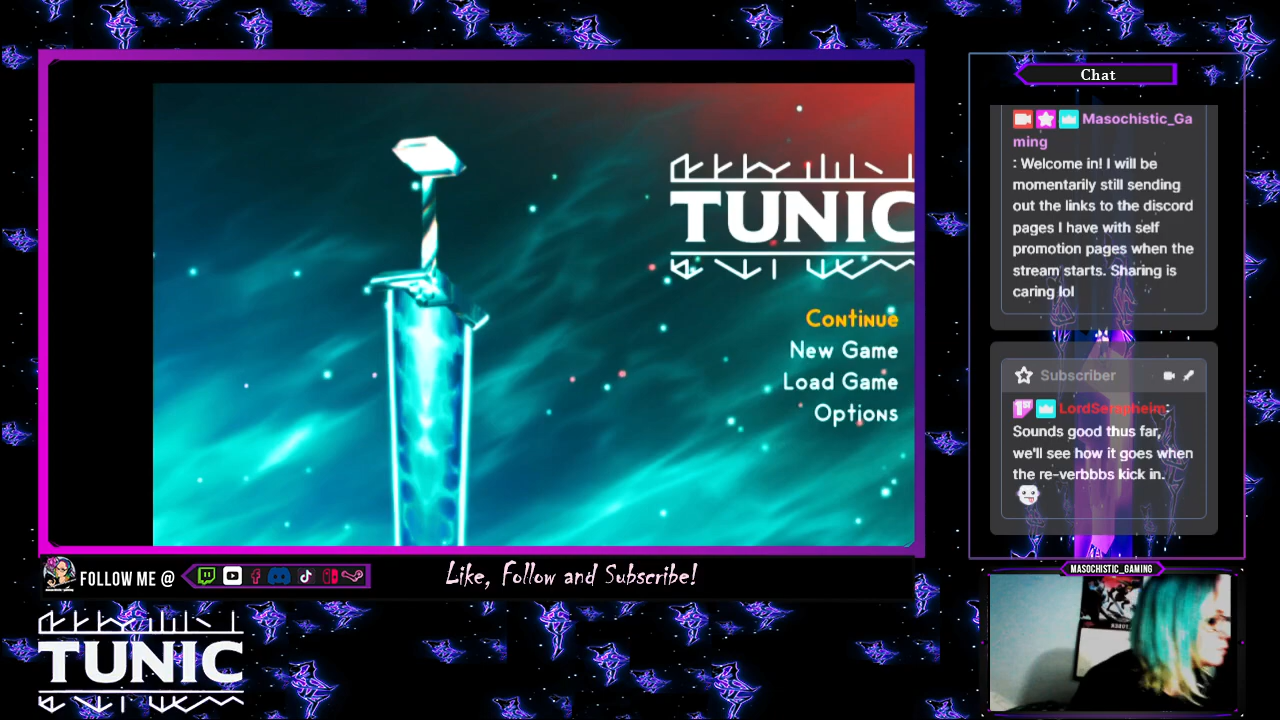 Chat
Masochistic_Ga
ming
: Welcome in! I will be
momentarily still sending
out the links to the discord
pages I have with self
promotion pages when the
stream starts. Sharing is
caring lol
Subscriber
LordSerapheim:
Sounds good thus far,
we'll see how it goes when
the re-verbbbs kick in.
TUNIC
Continue
New Game
Load Game
Options
FOLLOW ME @
Like, Follow and Subscribe!
MASOCHISTIC_GAMING
TUNIC